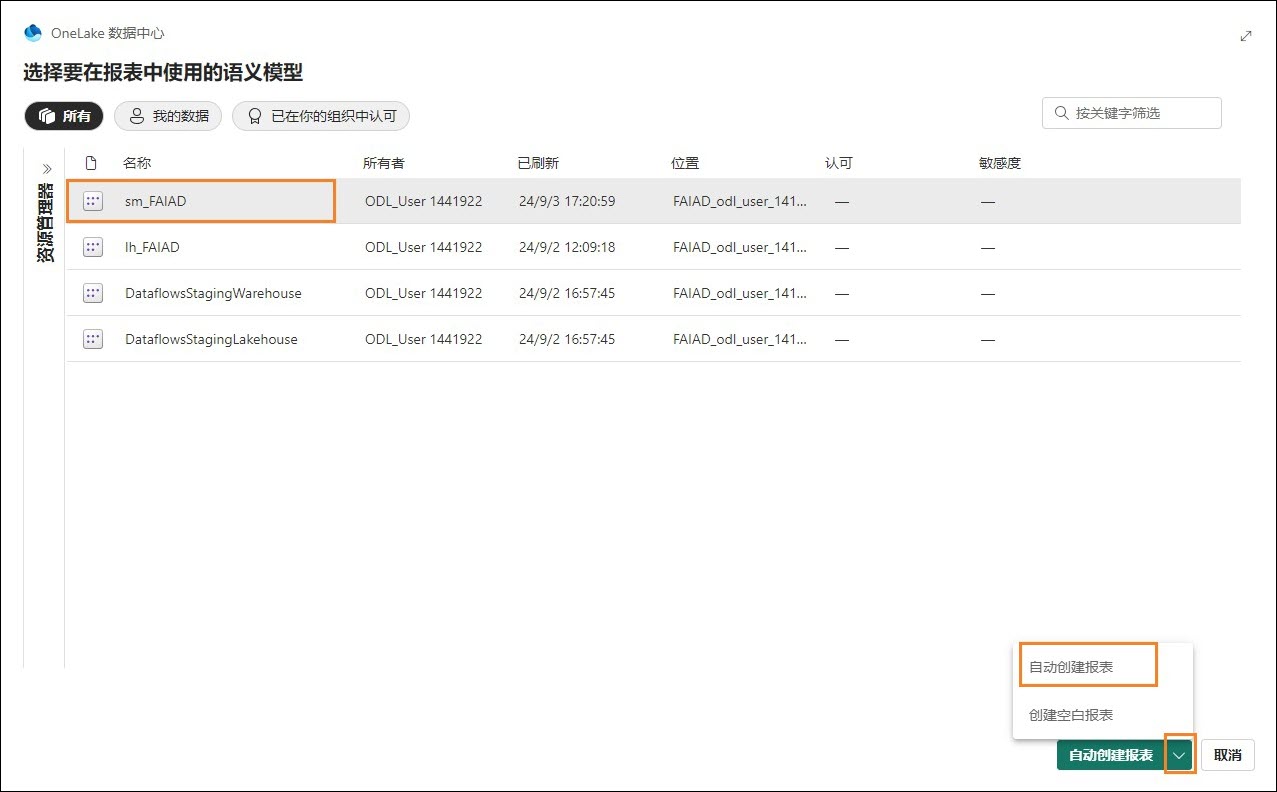 OneLake 数据中心
选择要在报表中使用的语义模型
所有 我的数据 已在你的组织中认可 按关键字筛选
资源管理器
名称 所有者 已刷新 位置 认可 敏感度
sm_FAIAD ODL_User 1441922 24/9/3 17:20:59 FAIAD_odl_user_141... — —
lh_FAIAD ODL_User 1441922 24/9/2 12:09:18 FAIAD_odl_user_141... — —
DataflowsStagingWarehouse ODL_User 1441922 24/9/2 16:57:45 FAIAD_odl_user_141... — —
DataflowsStagingLakehouse ODL_User 1441922 24/9/2 16:57:45 FAIAD_odl_user_141... — —
自动创建报表
创建空白报表
自动创建报表 取消